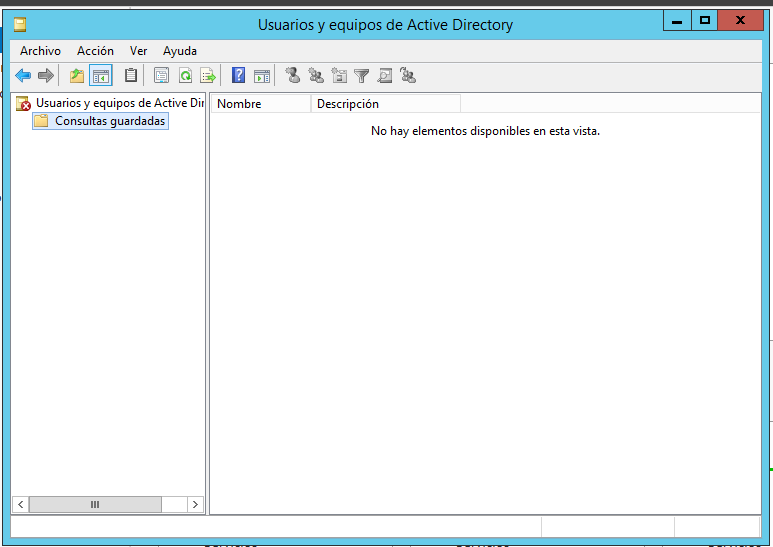 Usuarios y equipos de Active Directory
Archivo Acción Ver Ayuda
Usuarios y equipos de Active Dir
Consultas guardadas
Nombre Descripción
No hay elementos disponibles en esta vista.